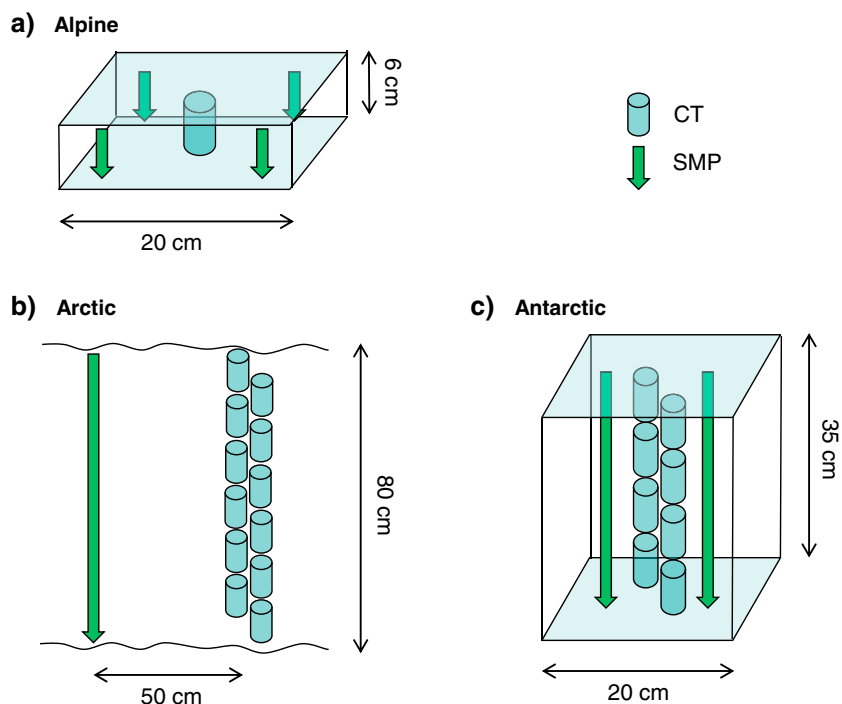 a) Alpine
6 cm
20 cm
CT
SMP
b) Arctic
80 cm
50 cm
c) Antarctic
35 cm
20 cm